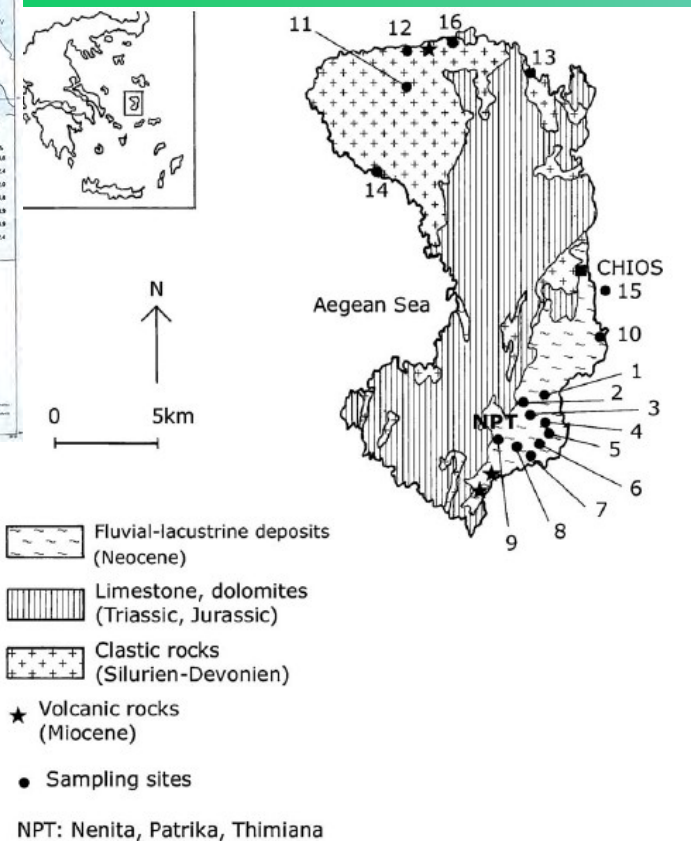 11
12
16
13
14
CHIOS
15
Aegean Sea
N
10
0 5km
1
2
3
NPT
4
5
6
7
8
9
Fluvial-lacustrine deposits
(Neocene)
Limestone, dolomites
(Triassic, Jurassic)
Clastic rocks
(Silurien-Devonien)
Volcanic rocks
(Miocene)
Sampling sites
NPT: Nenita, Patrika, Thimiana